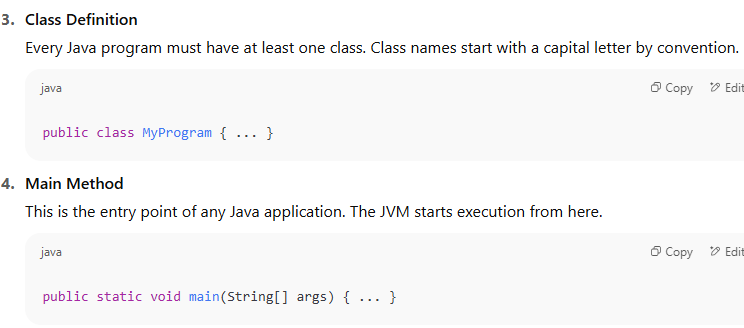 3. Class Definition
Every Java program must have at least one class. Class names start with a capital letter by convention.
java Copy Edit
public class MyProgram { ... }
4. Main Method
This is the entry point of any Java application. The JVM starts execution from here.
java Copy Edit
public static void main(String[] args) { ... }